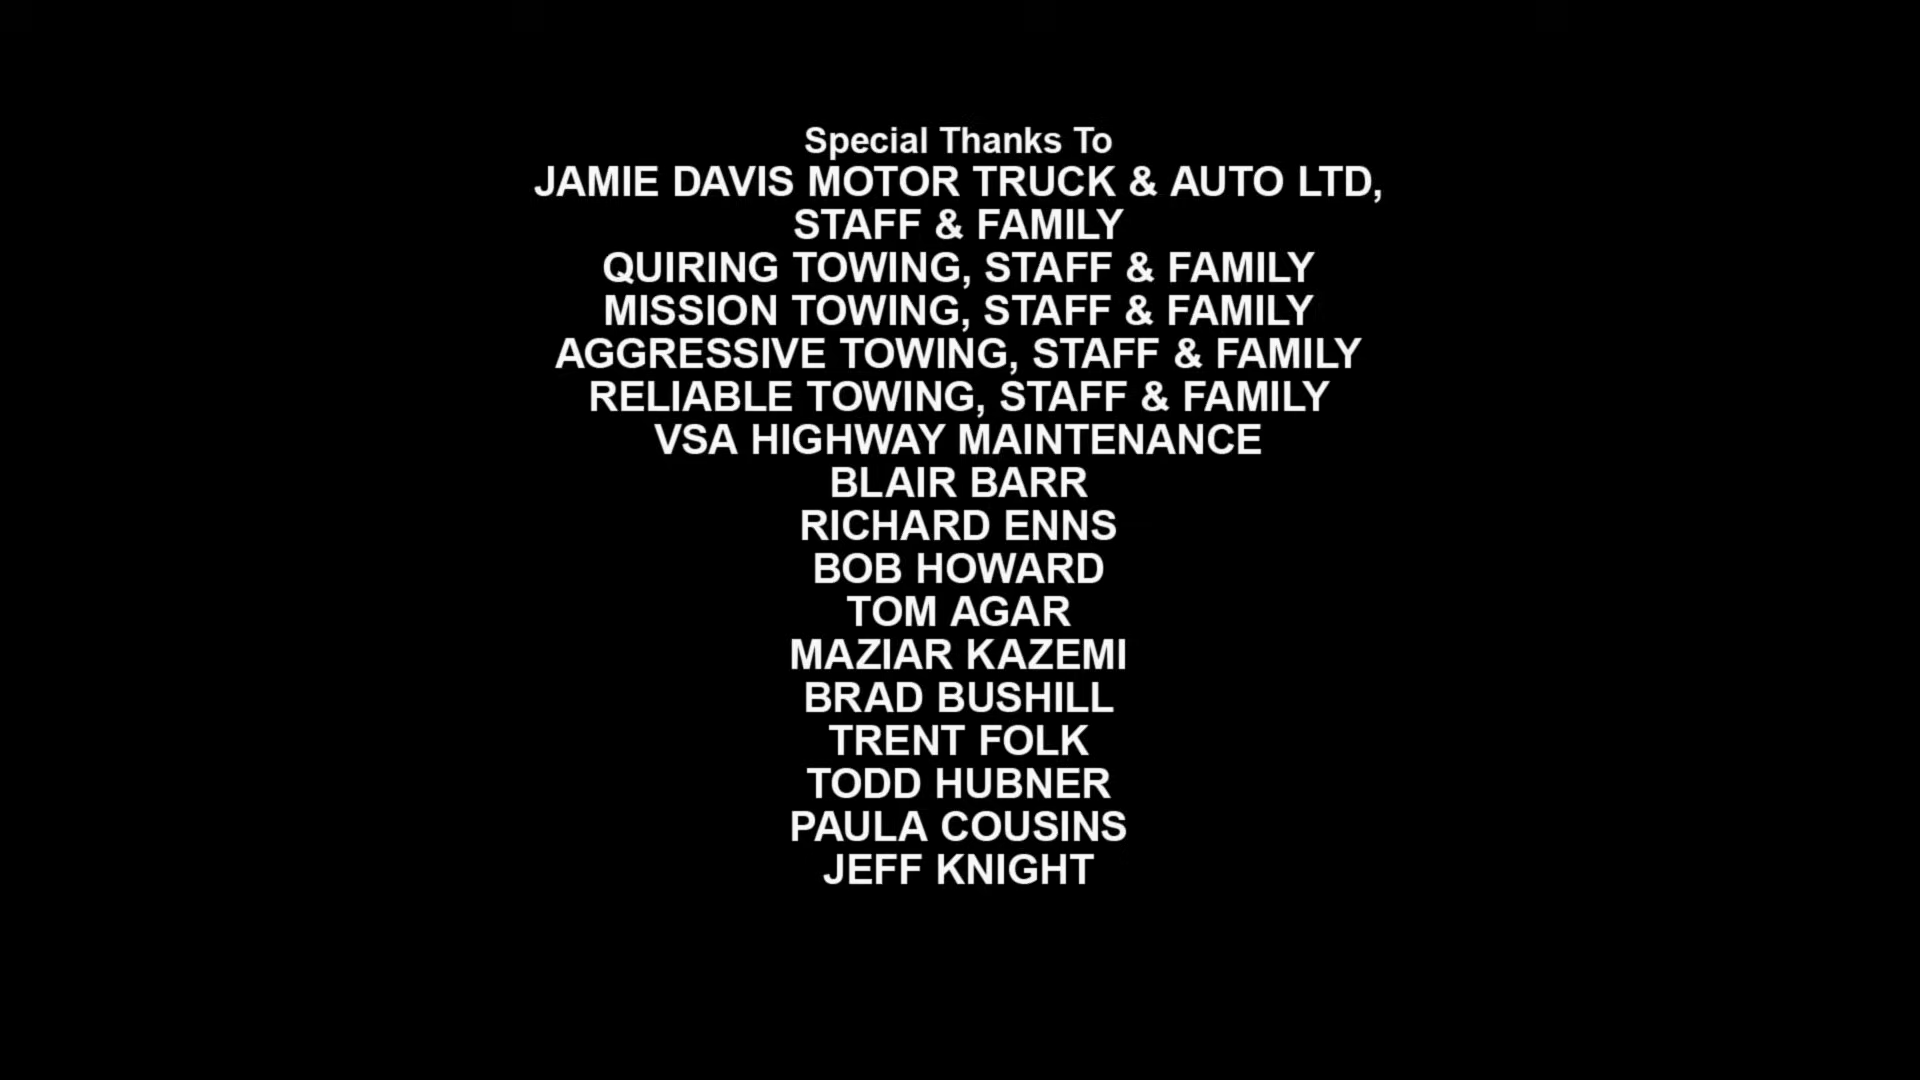 Special Thanks To
JAMIE DAVIS MOTOR TRUCK & AUTO LTD,
STAFF & FAMILY
QUIRING TOWING, STAFF & FAMILY
MISSION TOWING, STAFF & FAMILY
AGGRESSIVE TOWING, STAFF & FAMILY
RELIABLE TOWING, STAFF & FAMILY
VSA HIGHWAY MAINTENANCE
BLAIR BARR
RICHARD ENNS
BOB HOWARD
TOM AGAR
MAZIAR KAZEMI
BRAD BUSHILL
TRENT FOLK
TODD HUBNER
PAULA COUSINS
JEFF KNIGHT